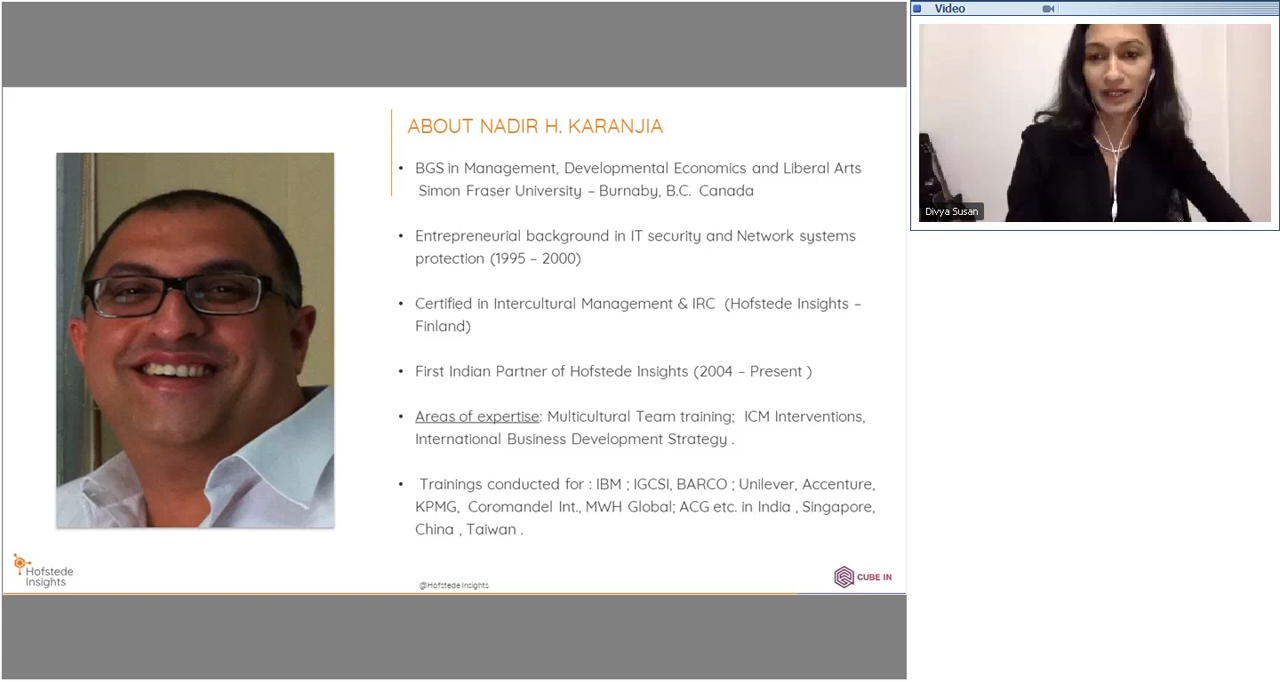 ABOUT NADIR H. KARANJIA
• BGS in Management, Developmental Economics and Liberal Arts
Simon Fraser University – Burnaby, B.C. Canada
• Entrepreneurial background in IT security and Network systems
protection (1995 – 2000)
• Certified in Intercultural Management & IRC (Hofstede Insights –
Finland)
• First Indian Partner of Hofstede Insights (2004 – Present )
• Areas of expertise: Multicultural Team training; ICM Interventions,
International Business Development Strategy .
• Trainings conducted for : IBM ; IGCSI, BARCO ; Unilever, Accenture,
KPMG, Coromandel Int., MWH Global; ACG etc. in India , Singapore,
China , Taiwan .
Hofstede
Insights
@Hofstede Insights
CUBE IN
Video
Divya Susan